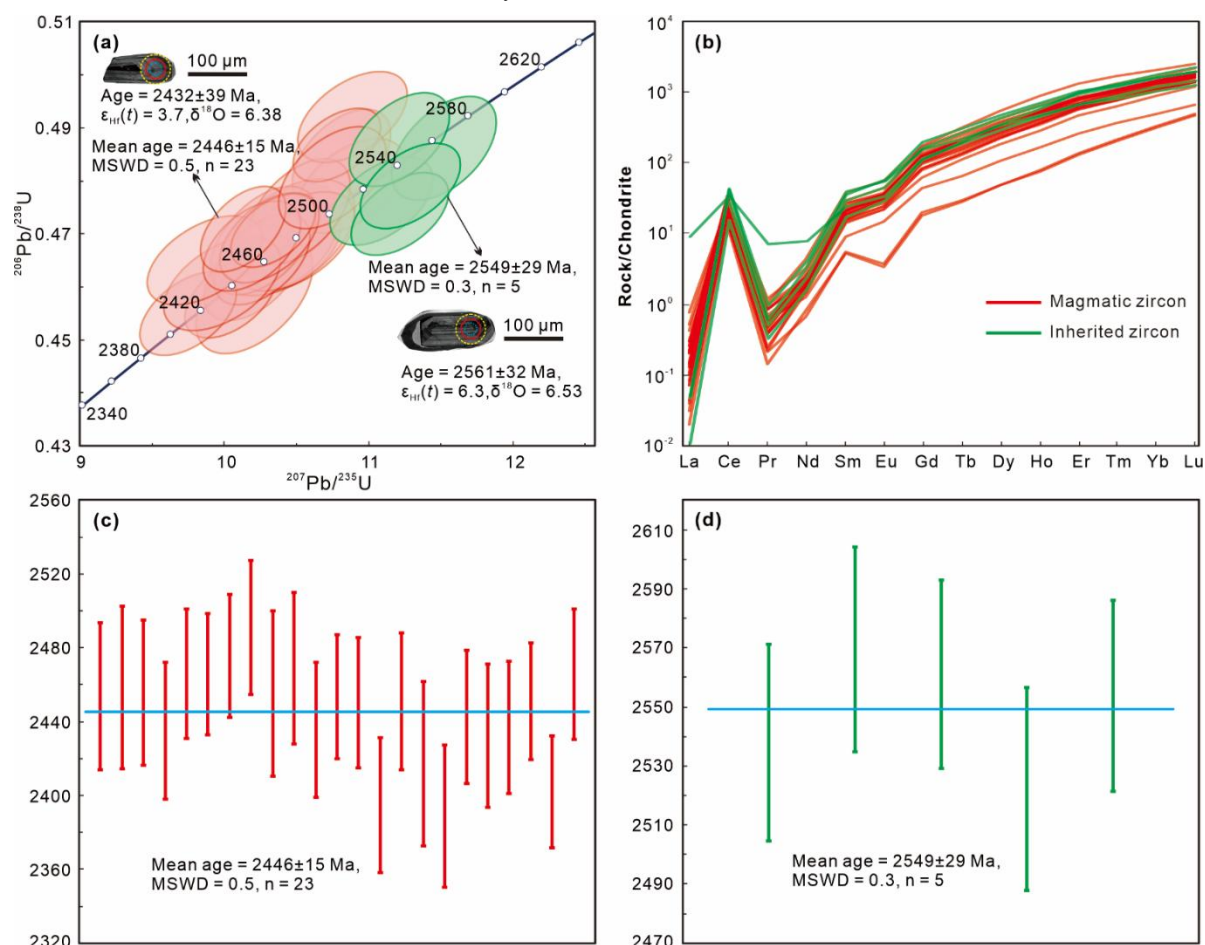 (a)
0.51
0.49
0.47
0.45
0.43
²⁰⁶Pb/²³⁸U
100 μm
Age = 2432±39 Ma,
εHf(t) = 3.7,δ¹⁸O = 6.38
Mean age = 2446±15 Ma,
MSWD = 0.5, n = 23
2620
2580
2540
2500
2460
2420
2380
2340
Mean age = 2549±29 Ma,
MSWD = 0.3, n = 5
100 μm
Age = 2561±32 Ma,
εHf(t) = 6.3,δ¹⁸O = 6.53
9 10 11 12
²⁰⁷Pb/²³⁵U
(b)
10⁴
10³
10²
10¹
10⁰
10⁻¹
10⁻²
Rock/Chondrite
Magmatic zircon
Inherited zircon
La Ce Pr Nd Sm Eu Gd Tb Dy Ho Er Tm Yb Lu
(c)
2560
2520
2480
2440
2400
2360
2320
Mean age = 2446±15 Ma,
MSWD = 0.5, n = 23
(d)
2610
2590
2570
2550
2530
2510
2490
2470
Mean age = 2549±29 Ma,
MSWD = 0.3, n = 5